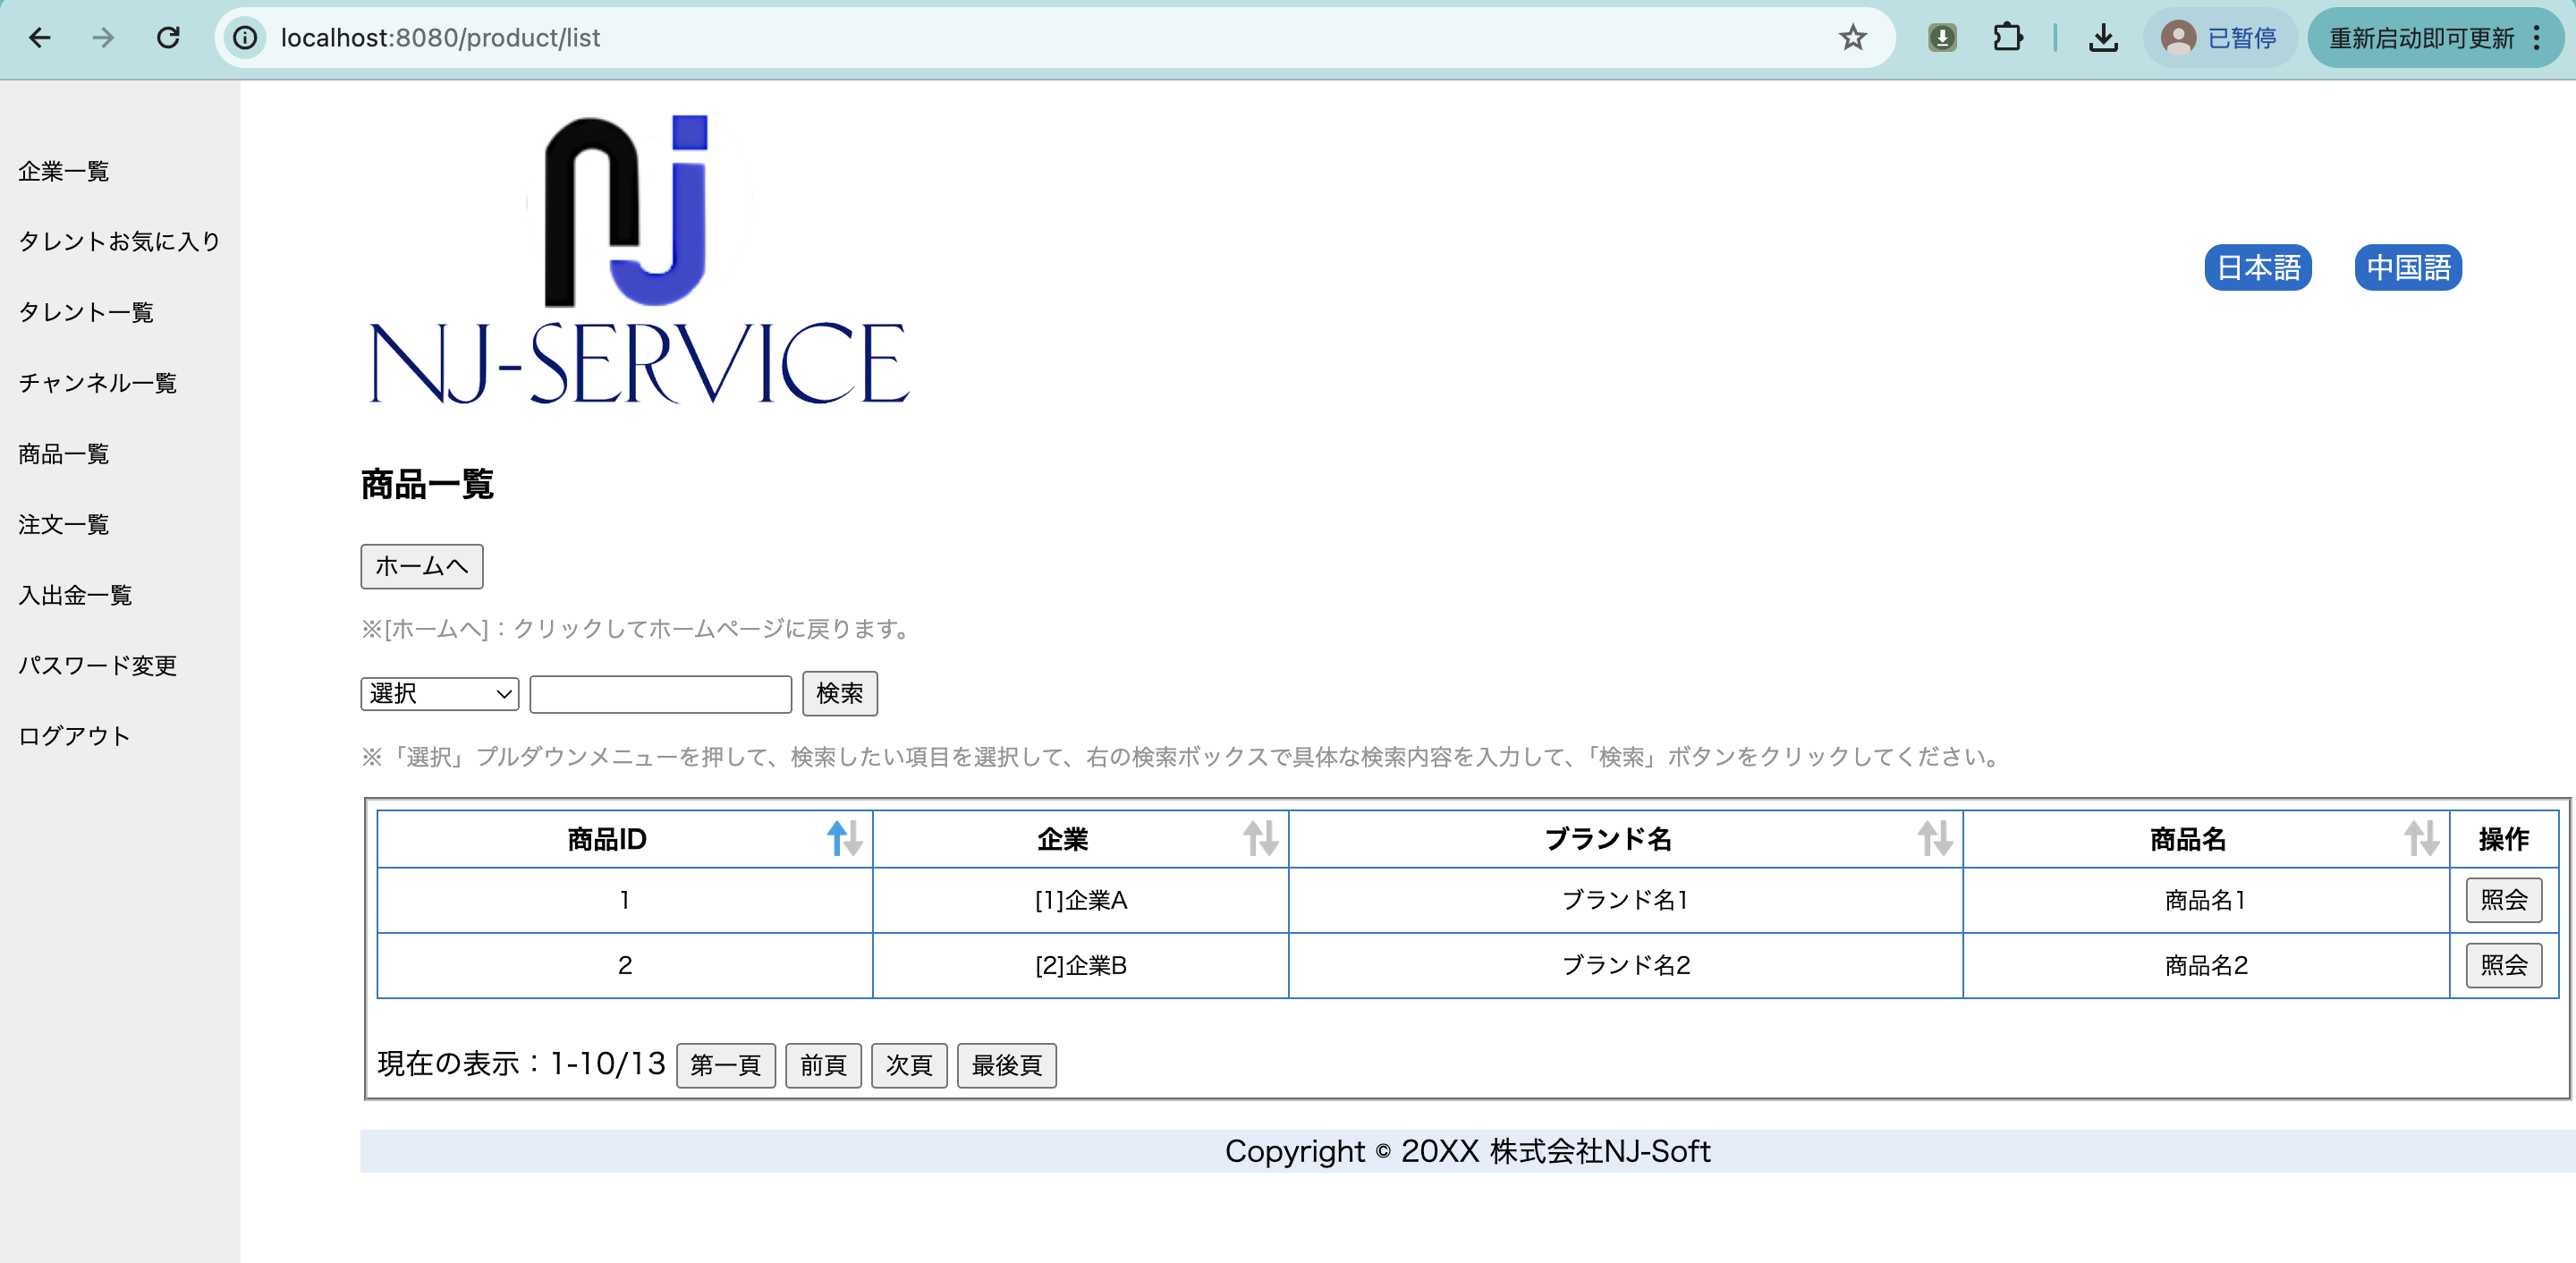 localhost:8080/product/list
已暂停
重新启动即可更新
企業一覧
タレントお気に入り
タレント一覧
チャンネル一覧
商品一覧
注文一覧
入出金一覧
パスワード変更
ログアウト
nj
NJ-SERVICE
日本語 中国語
商品一覧
ホームへ
※[ホームへ]：クリックしてホームページに戻ります。
選択 検索
※「選択」プルダウンメニューを押して、検索したい項目を選択して、右の検索ボックスで具体な検索内容を入力して、「検索」ボタンをクリックしてください。
商品ID 企業 ブランド名 商品名 操作
1 [1]企業A ブランド名1 商品名1 照会
2 [2]企業B ブランド名2 商品名2 照会
現在の表示：1-10/13 第一頁 前頁 次頁 最後頁
Copyright © 20XX 株式会社NJ-Soft